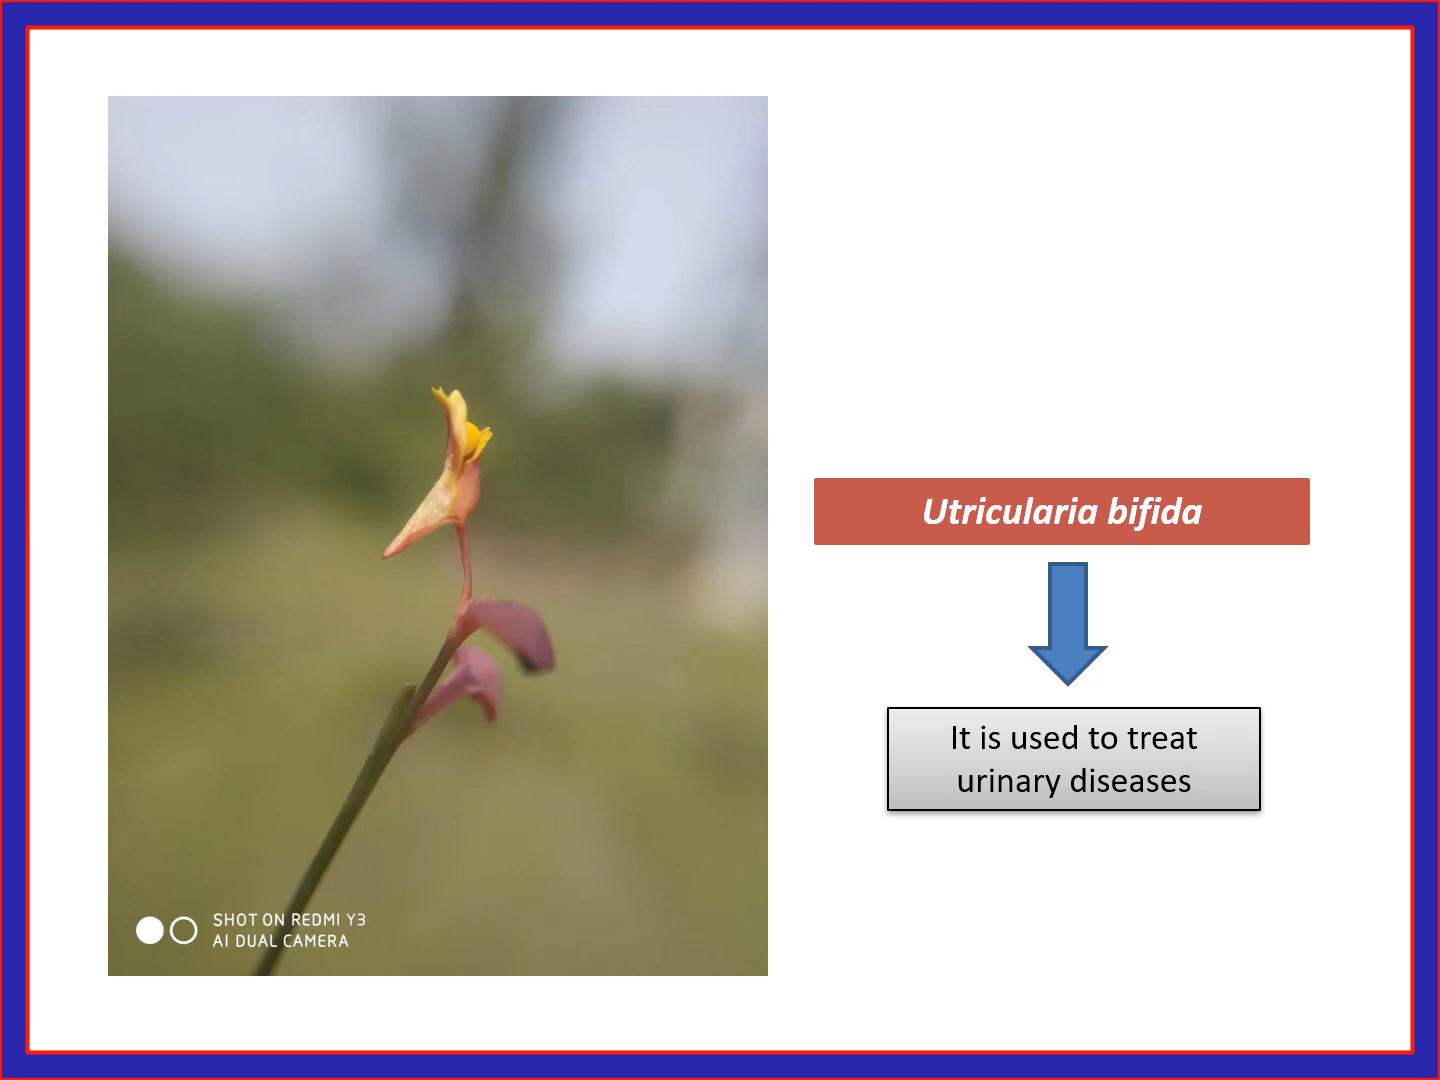 Utricularia bifida
It is used to treat
urinary diseases
SHOT ON REDMI Y3
AI DUAL CAMERA